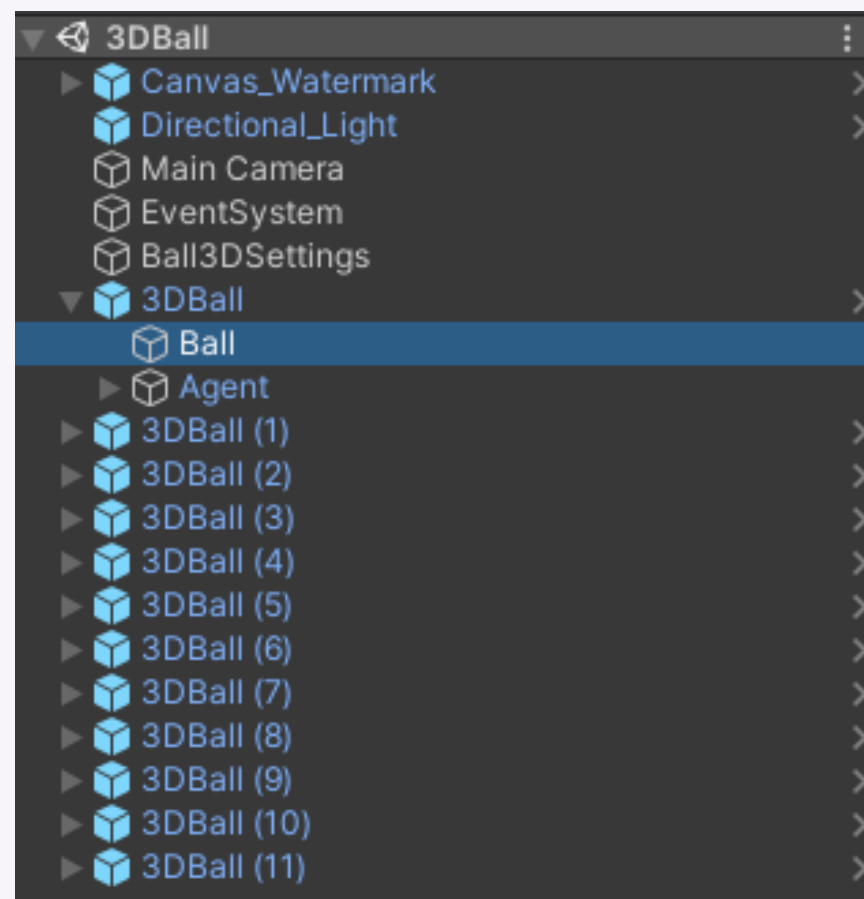 3DBall
Canvas_Watermark
Directional_Light
Main Camera
EventSystem
Ball3DSettings
3DBall
Ball
Agent
3DBall (1)
3DBall (2)
3DBall (3)
3DBall (4)
3DBall (5)
3DBall (6)
3DBall (7)
3DBall (8)
3DBall (9)
3DBall (10)
3DBall (11)